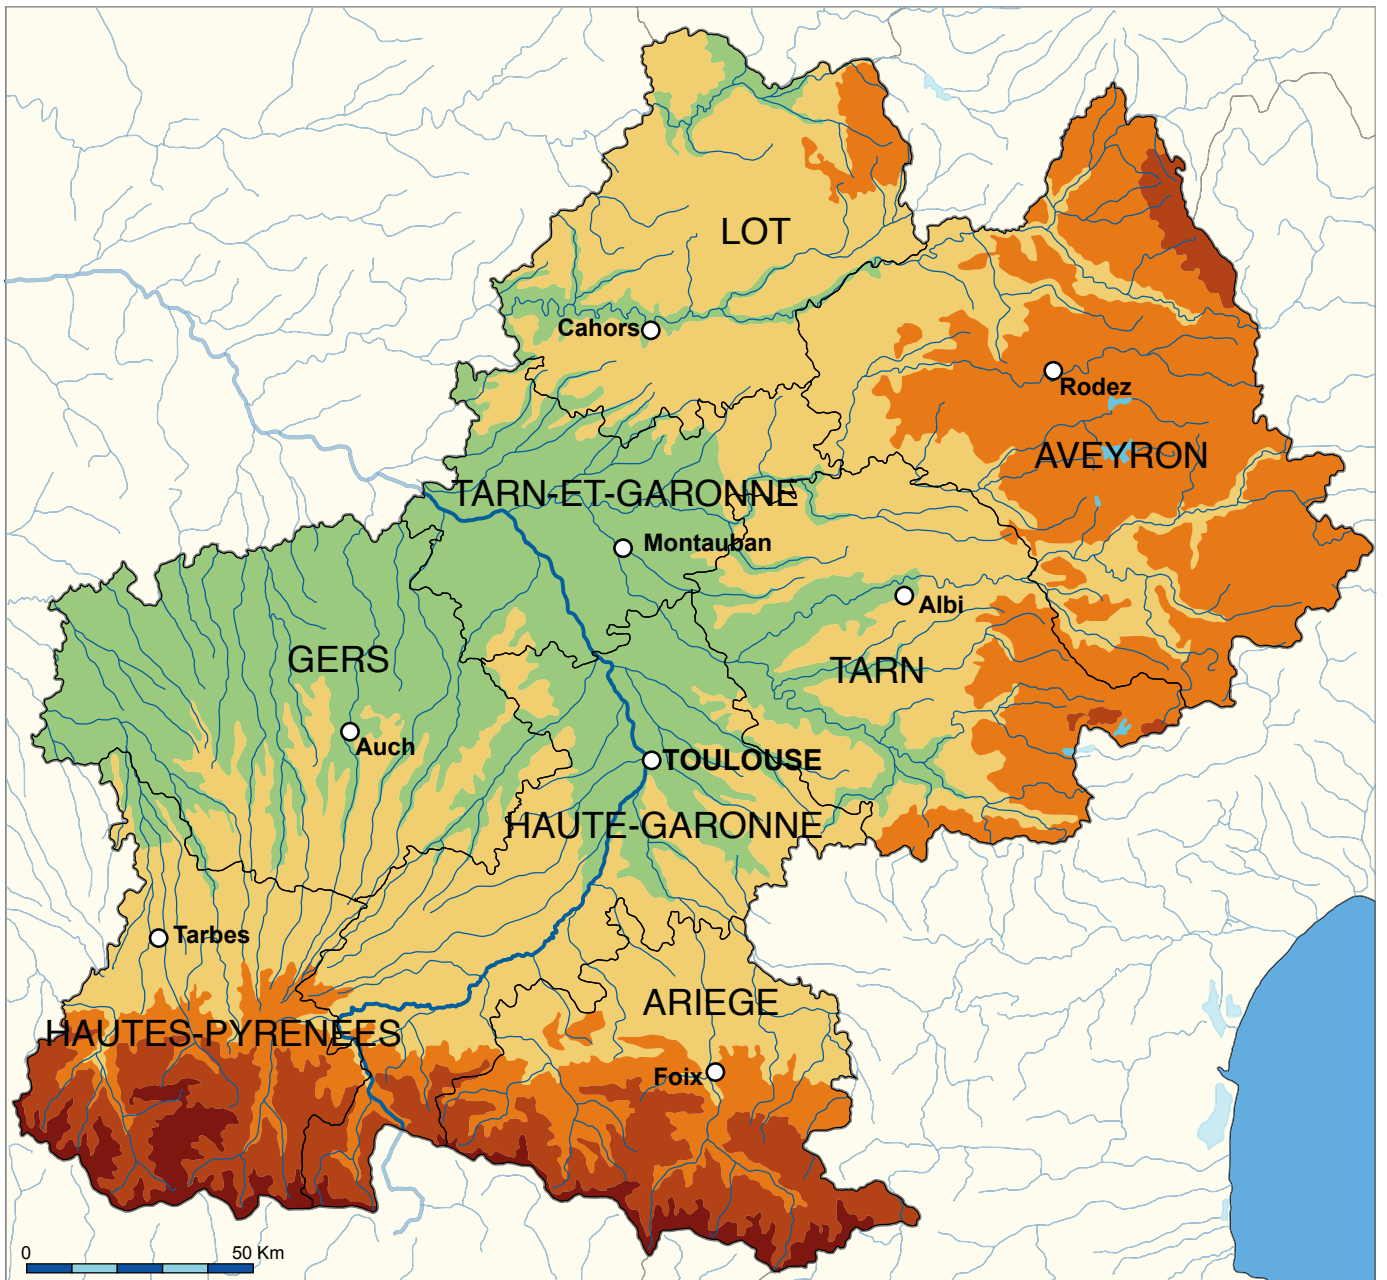 LOT
Cahors
Rodez
AVEYRON
TARN-ET-GARONNE
Montauban
Albi
GERS
TARN
Auch
TOULOUSE
HAUTE-GARONNE
Tarbes
ARIEGE
HAUTES-PYRENEES
Foix
0 50 Km